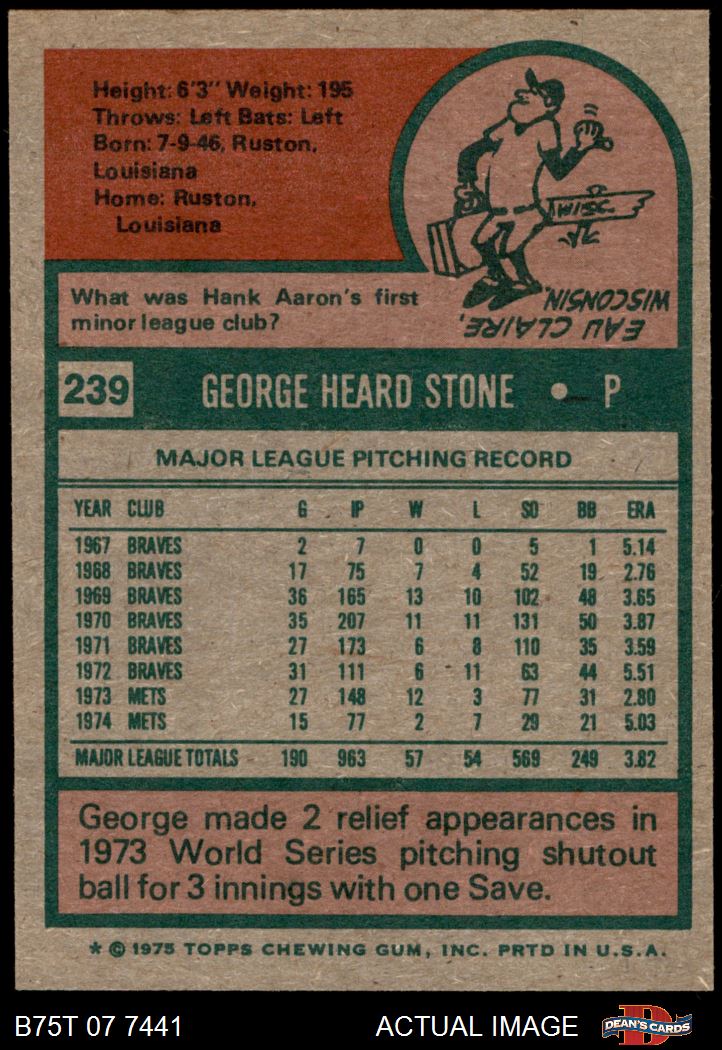 Height: 6'3" Weight: 195
Throws: Left Bats: Left
Born: 7-9-46, Ruston,
Louisiana
Home: Ruston,
Louisiana
WISC.
EAU CLAIRE,
WISCONSIN.
What was Hank Aaron's first
minor league club?
239 GEORGE HEARD STONE • P
MAJOR LEAGUE PITCHING RECORD
YEAR CLUB G IP W L SO BB ERA
1967 BRAVES 2 7 0 0 5 1 5.14
1968 BRAVES 17 75 7 4 52 19 2.76
1969 BRAVES 36 165 13 10 102 48 3.65
1970 BRAVES 35 207 11 11 131 50 3.87
1971 BRAVES 27 173 6 8 110 35 3.59
1972 BRAVES 31 111 6 11 63 44 5.51
1973 METS 27 148 12 3 77 31 2.80
1974 METS 15 77 2 7 29 21 5.03
MAJOR LEAGUE TOTALS 190 963 57 54 569 249 3.82
George made 2 relief appearances in
1973 World Series pitching shutout
ball for 3 innings with one Save.
* © 1975 TOPPS CHEWING GUM, INC. PRTD IN U.S.A.
B75T 07 7441 ACTUAL IMAGE D DEAN'S CARDS